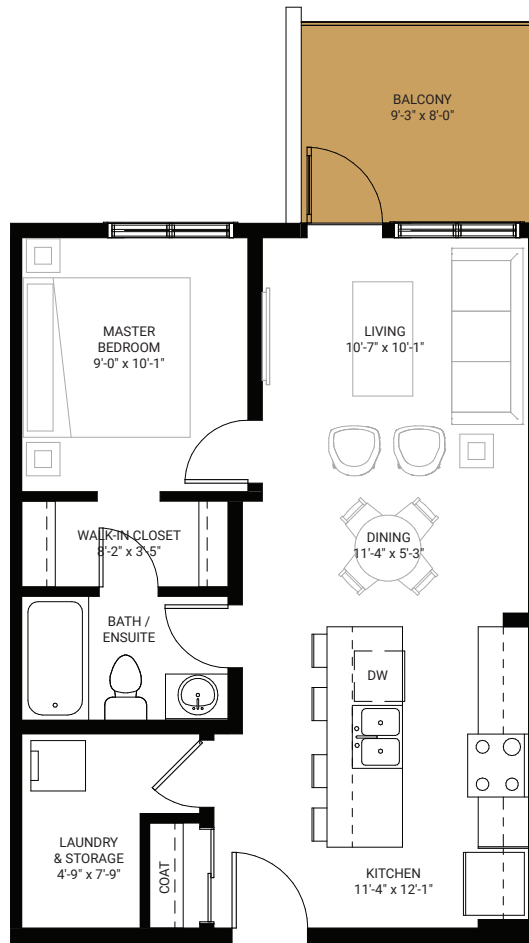 BALCONY
9'-3" x 8'-0"
MASTER
BEDROOM
9'-0" x 10'-1"
LIVING
10'-7" x 10'-1"
WALK-IN CLOSET
8'-2" x 3'-5"
DINING
11'-4" x 5'-3"
BATH /
ENSUITE
DW
LAUNDRY
& STORAGE
4'-9" x 7'-9"
COAT
KITCHEN
11'-4" x 12'-1"